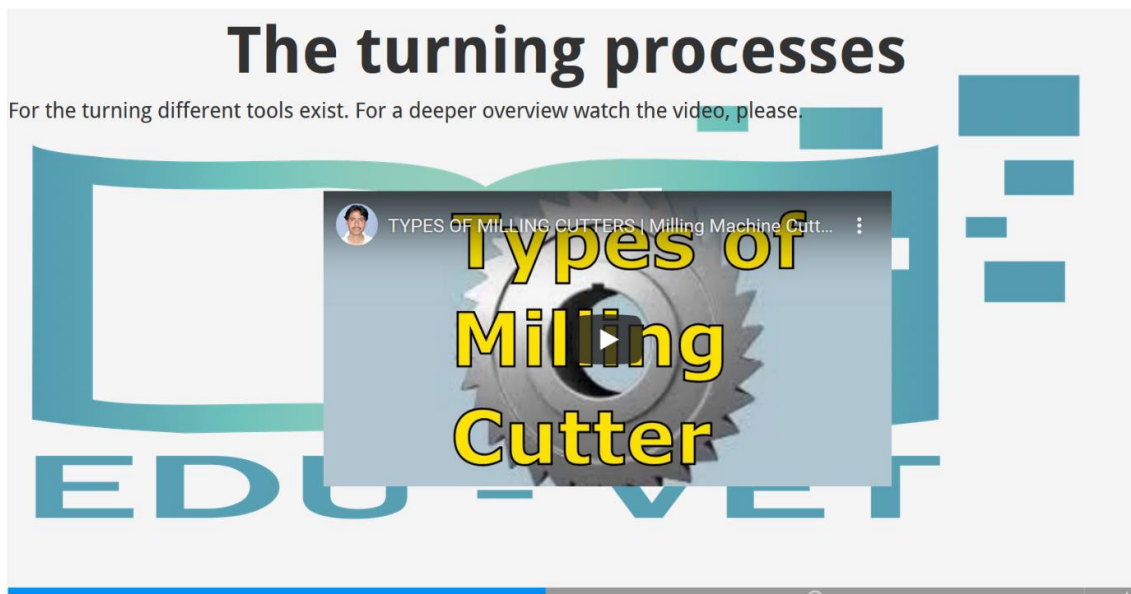 The turning processes
For the turning different tools exist. For a deeper overview watch the video, please.
TYPES OF MILLING CUTTERS | Milling Machine Cutt...
Types of
Milling
Cutter
EDU - VET